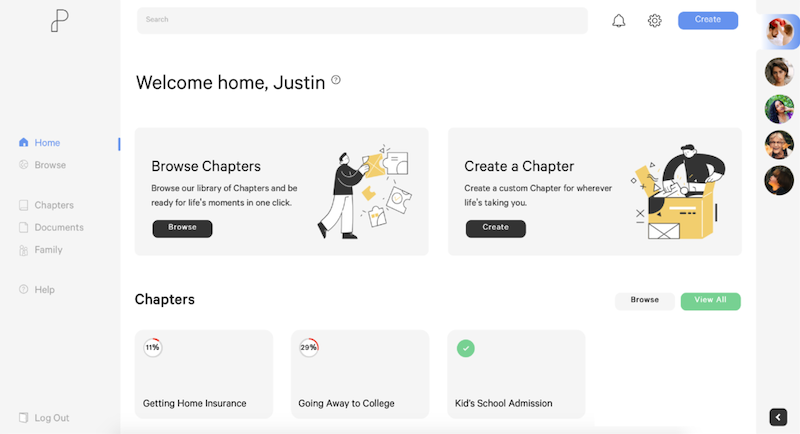 Search
Create
Welcome home, Justin
Home
Browse
Chapters
Documents
Family
Help
Log Out
Browse Chapters
Browse our library of Chapters and be
ready for life's moments in one click.
Browse
Create a Chapter
Create a custom Chapter for wherever
life's taking you.
Create
Chapters
Browse
View All
11%
Getting Home Insurance
29%
Going Away to College
Kid's School Admission